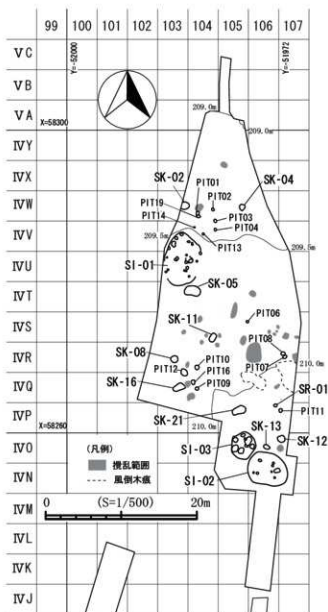 99 100 101 102 103 104 105 106 107
Y=-52000
Y=-51972
ⅤC
ⅤB
ⅤA
209.0m
209.0m
X=58300
ⅣY
ⅣX
PIT01
SK-02
PIT02
SK-04
ⅣW
PIT19
PIT03
PIT14
PIT04
ⅣV
PIT13
209.5m
209.5m
ⅣU
SI-01
SK-05
ⅣT
PIT06
ⅣS
SK-11
PIT08
SK-08
PIT10
ⅣR
210.0m
PIT12
PIT16
PIT07
ⅣQ
SK-16
PIT09
SR-01
ⅣP
PIT11
SK-21
SK-13
X=58260
210.0m
SK-12
ⅣO
(凡例)
SI-03
撹乱範囲
ⅣN
風倒木痕
SI-02
0 (S=1/500) 20m
ⅣM
ⅣL
ⅣK
ⅣJ